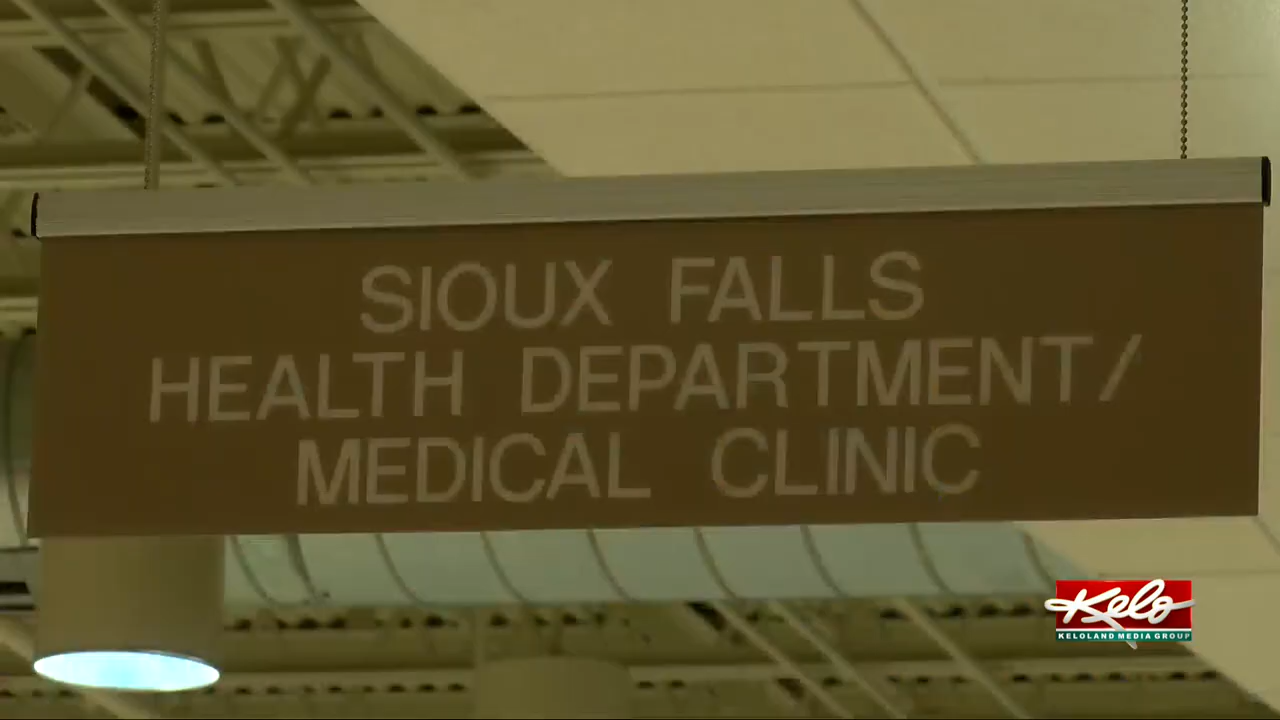 SIOUX FALLS
HEALTH DEPARTMENT/
MEDICAL CLINIC
Kelo
KELOLAND MEDIA GROUP